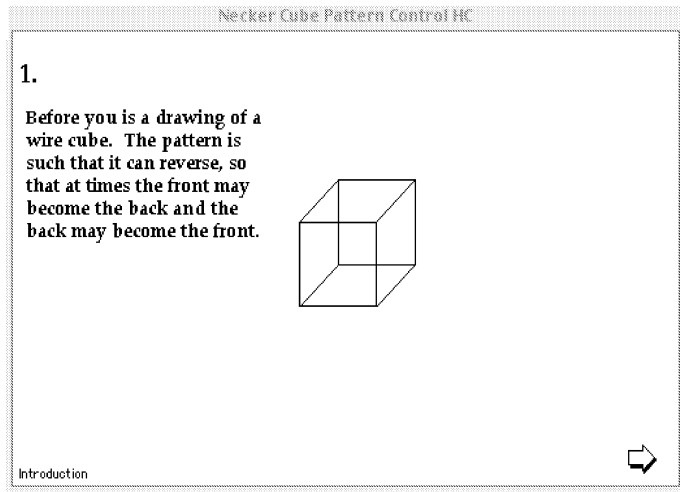 Necker Cube Pattern Control HC
1.
Before you is a drawing of a
wire cube. The pattern is
such that it can reverse, so
that at times the front may
become the back and the
back may become the front.
Introduction